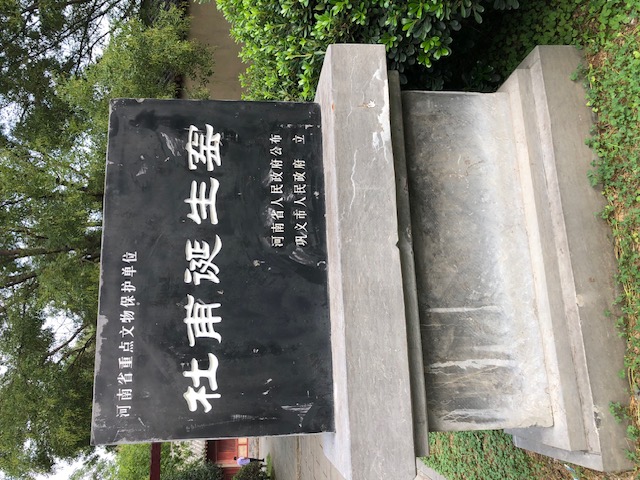 河南省重点文物保护单位
杜甫诞生窑
河南省人民政府公布
巩义市人民政府 立